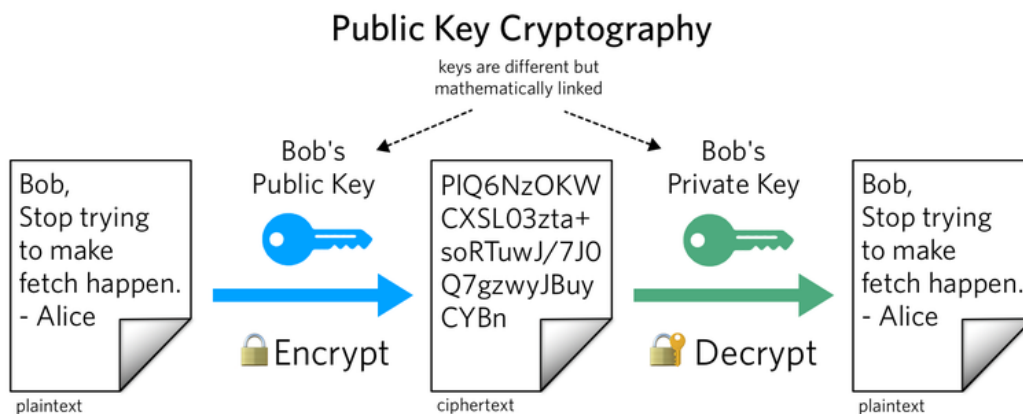 Public Key Cryptography
keys are different but
mathematically linked
Bob,
Stop trying
to make
fetch happen.
- Alice
plaintext
Bob's
Public Key
Encrypt
PlQ6NzOKW
CXSL03zta+
soRTuwJ/7J0
Q7gzwyJBuy
CYBn
ciphertext
Bob's
Private Key
Decrypt
Bob,
Stop trying
to make
fetch happen.
- Alice
plaintext